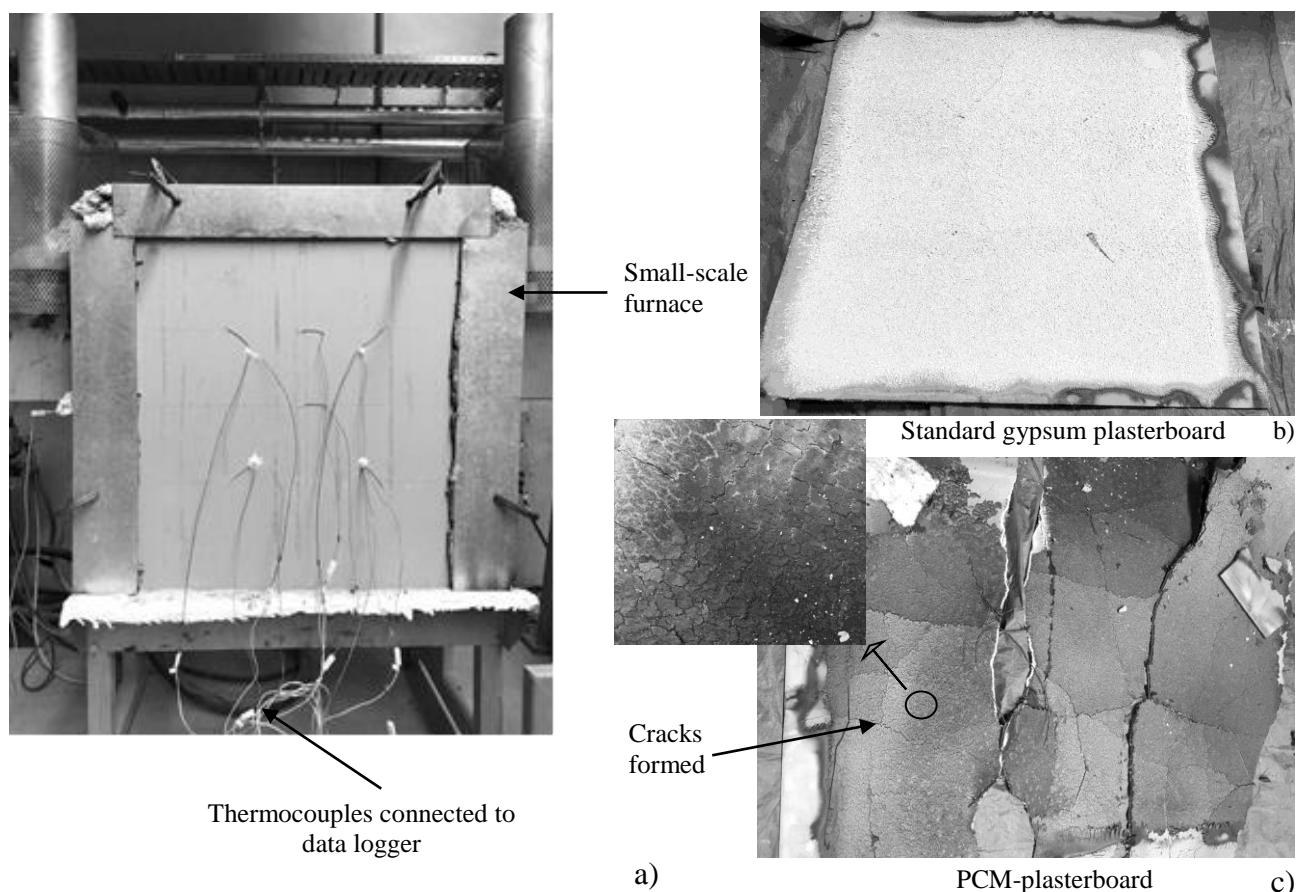 Small-scale
furnace
Standard gypsum plasterboard b)
Cracks
formed
Thermocouples connected to
data logger
a)
PCM-plasterboard c)